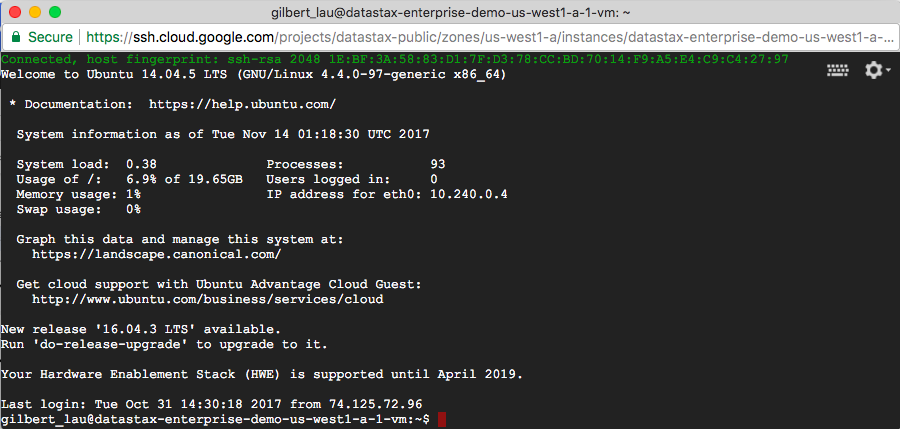 gilbert_lau@datastax-enterprise-demo-us-west1-a-1-vm: ~
Secure https://ssh.cloud.google.com/projects/datastax-public/zones/us-west1-a/instances/datastax-enterprise-demo-us-west1-a-...
Connected, host fingerprint: ssh-rsa 2048 1E:BF:3A:58:83:D1:7F:D3:78:CC:BD:70:14:F9:A5:E4:C9:C4:27:97
Welcome to Ubuntu 14.04.5 LTS (GNU/Linux 4.4.0-97-generic x86_64)
* Documentation:  https://help.ubuntu.com/
System information as of Tue Nov 14 01:18:30 UTC 2017
System load:  0.38 Processes: 93
Usage of /:   6.9% of 19.65GB Users logged in: 0
Memory usage: 1% IP address for eth0: 10.240.0.4
Swap usage:   0%
Graph this data and manage this system at:
https://landscape.canonical.com/
Get cloud support with Ubuntu Advantage Cloud Guest:
http://www.ubuntu.com/business/services/cloud
New release '16.04.3 LTS' available.
Run 'do-release-upgrade' to upgrade to it.
Your Hardware Enablement Stack (HWE) is supported until April 2019.
Last login: Tue Oct 31 14:30:18 2017 from 74.125.72.96
gilbert_lau@datastax-enterprise-demo-us-west1-a-1-vm:~$